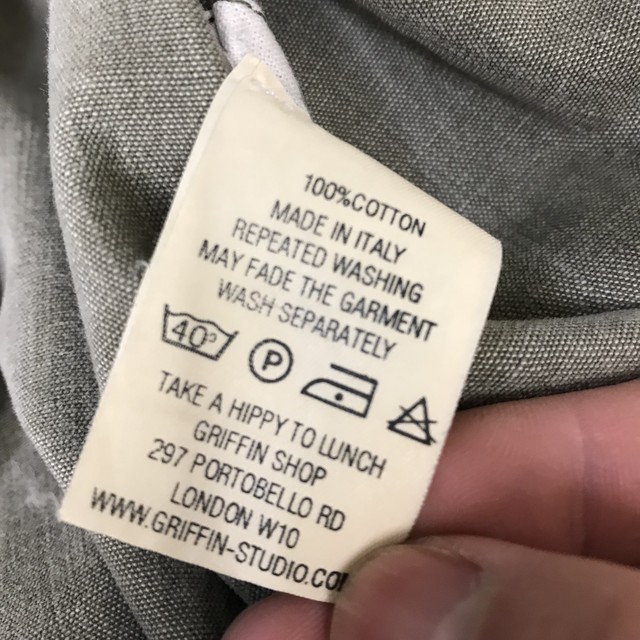 100%COTTON
MADE IN ITALY
REPEATED WASHING
MAY FADE THE GARMENT
WASH SEPARATELY
40° P
TAKE A HIPPY TO LUNCH
GRIFFIN SHOP
297 PORTOBELLO RD
LONDON W10
WWW.GRIFFIN-STUDIO.CO